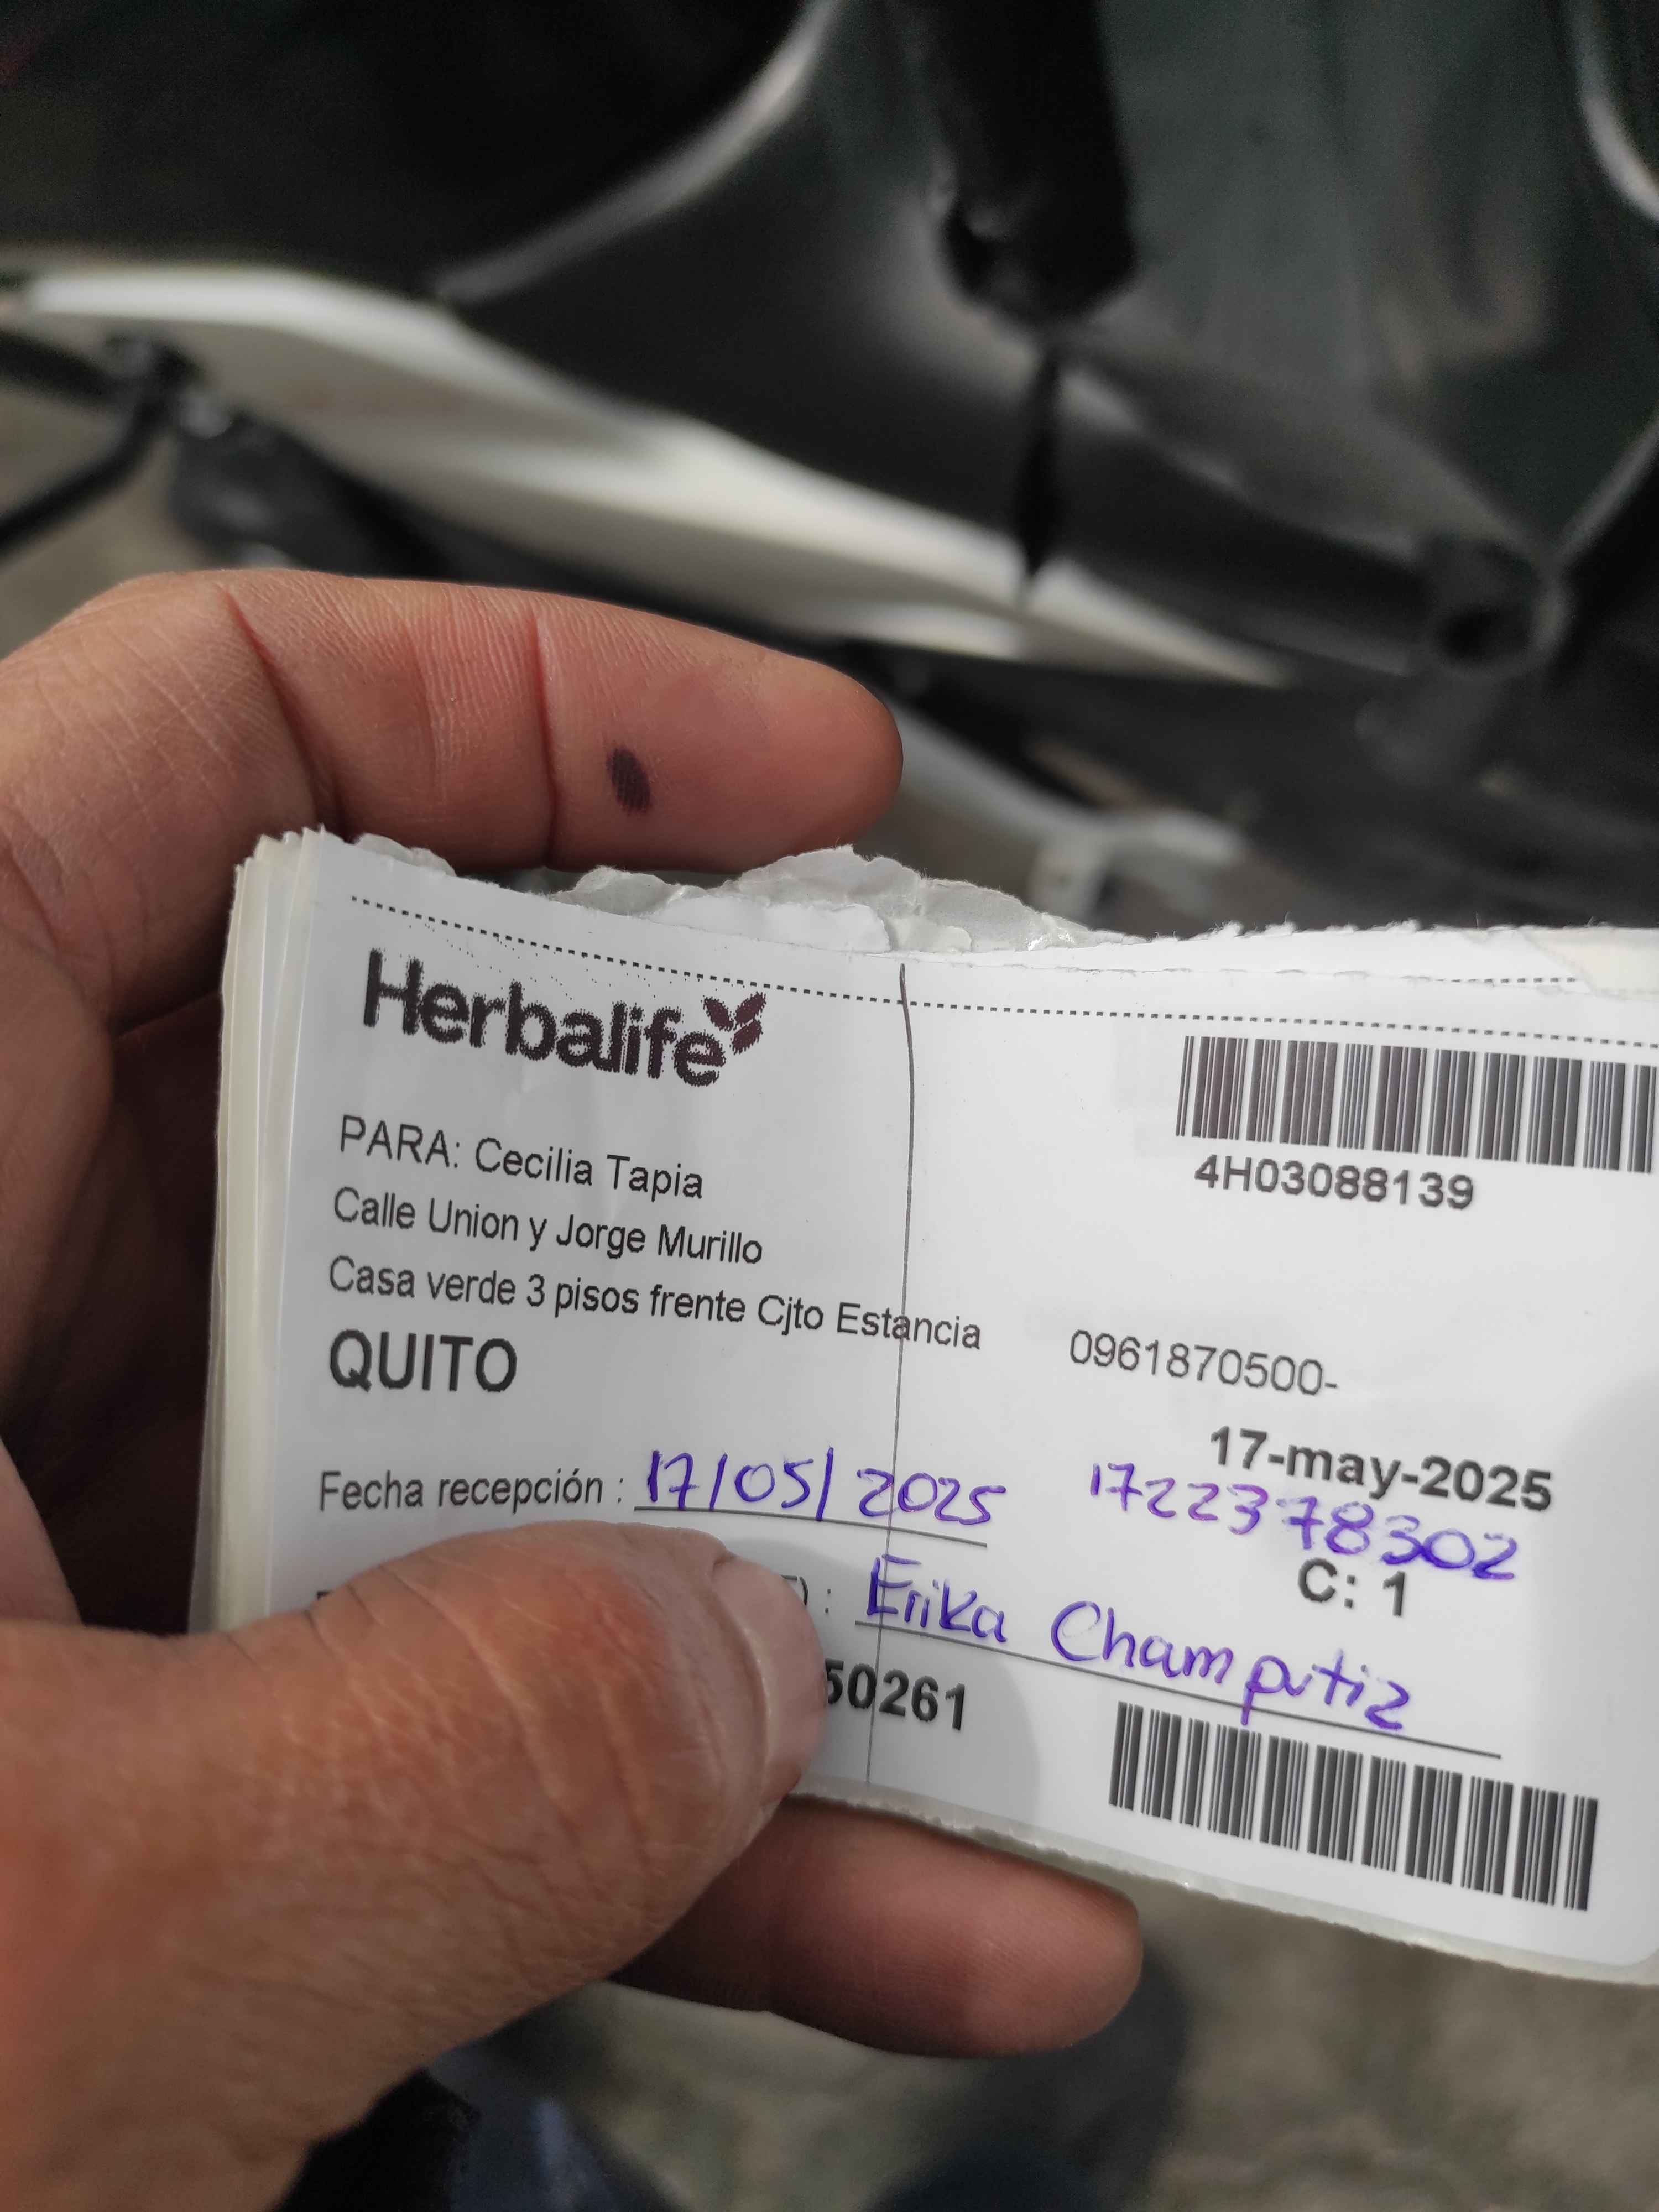 Herbalife
4H03088139
PARA: Cecilia Tapia
Calle Union y Jorge Murillo
Casa verde 3 pisos frente Cjto Estancia
0961870500-
QUITO
17-may-2025
Fecha recepción : 17/05/2025
1722378302
C: 1
: Erika Champutiz
50261